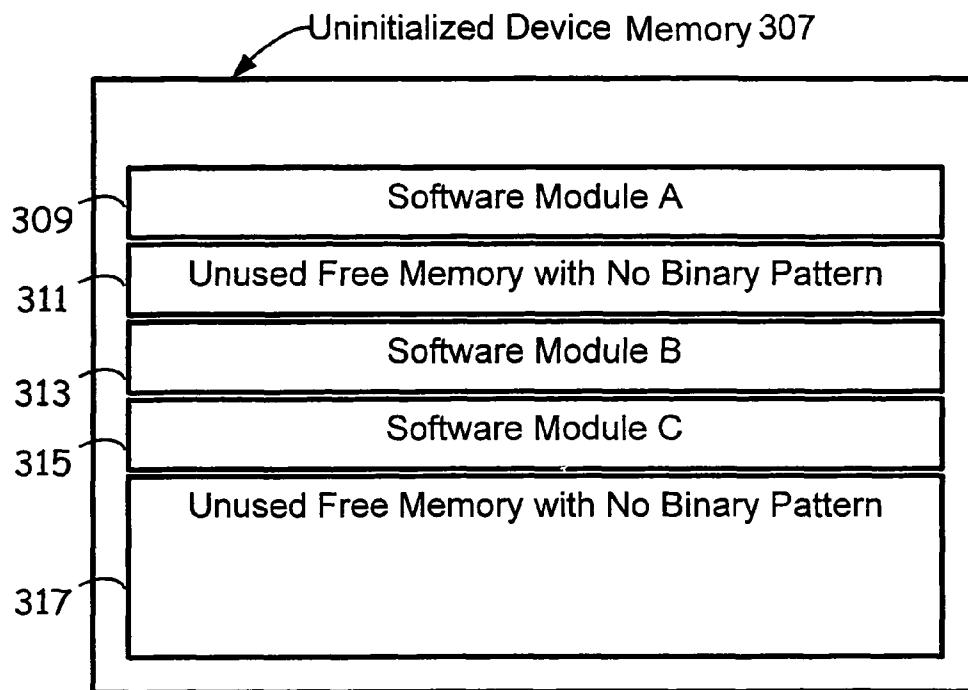 Uninitialized Device Memory 307
309 Software Module A
311 Unused Free Memory with No Binary Pattern
313 Software Module B
315 Software Module C
317 Unused Free Memory with No Binary Pattern